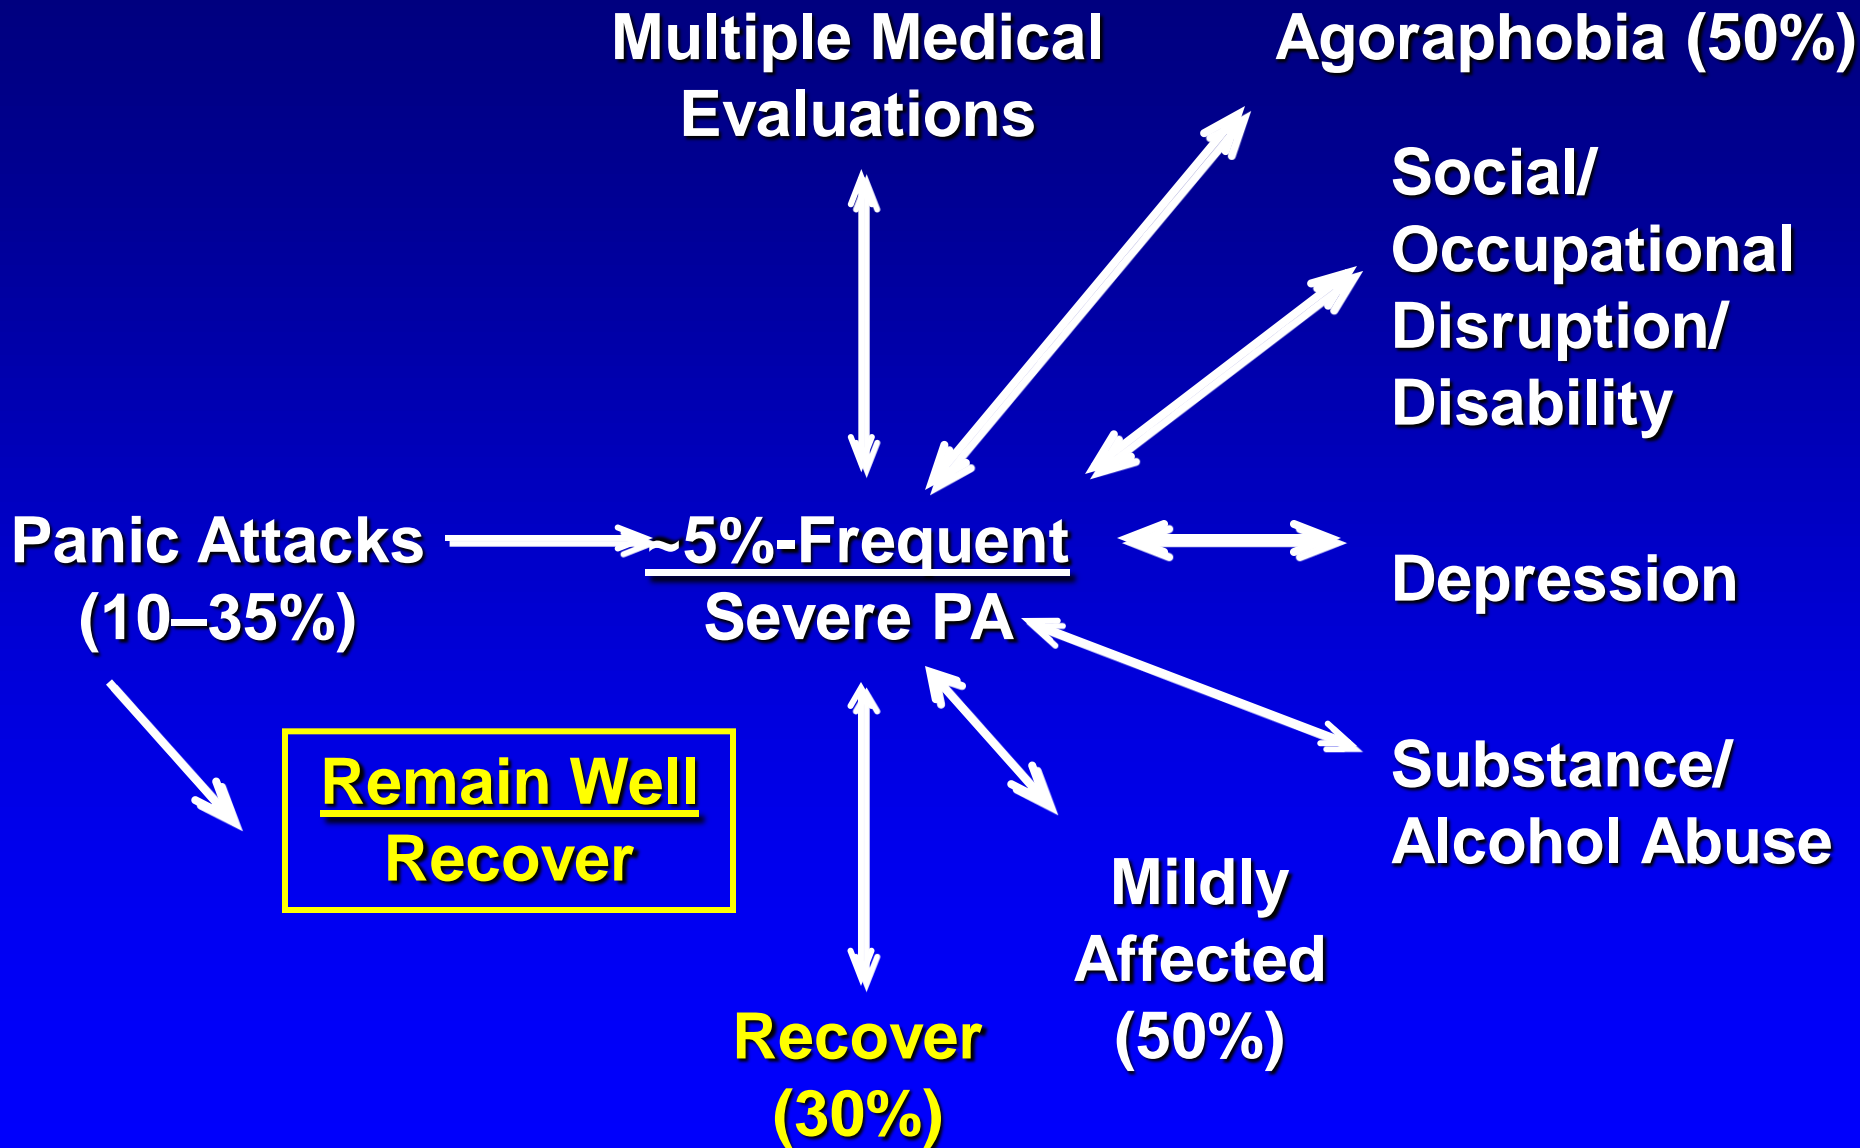 Multiple Medical
Evaluations
Agoraphobia (50%)
Social/
Occupational
Disruption/
Disability
Panic Attacks
(10–35%)
~5%-Frequent
Severe PA
Depression
Substance/
Alcohol Abuse
Remain Well
Recover
Mildly
Affected
(50%)
Recover
(30%)